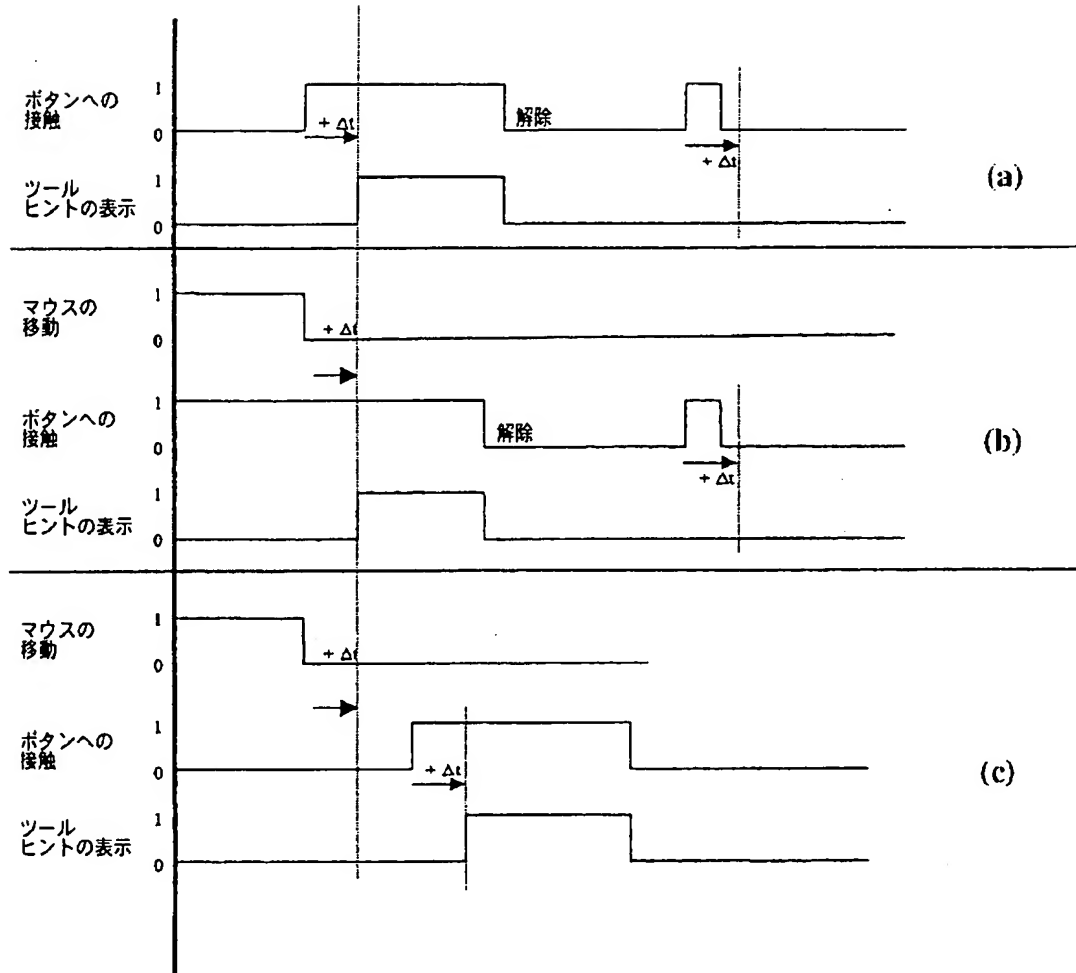 ボタンへの
接触
1
0
+ Δt
解除
+ Δt
ツール
ヒントの表示
1
0
(a)
マウスの
移動
1
0
+ Δt
ボタンへの
接触
1
0
解除
+ Δt
ツール
ヒントの表示
1
0
(b)
マウスの
移動
1
0
+ Δt
ボタンへの
接触
1
0
+ Δt
ツール
ヒントの表示
1
0
(c)